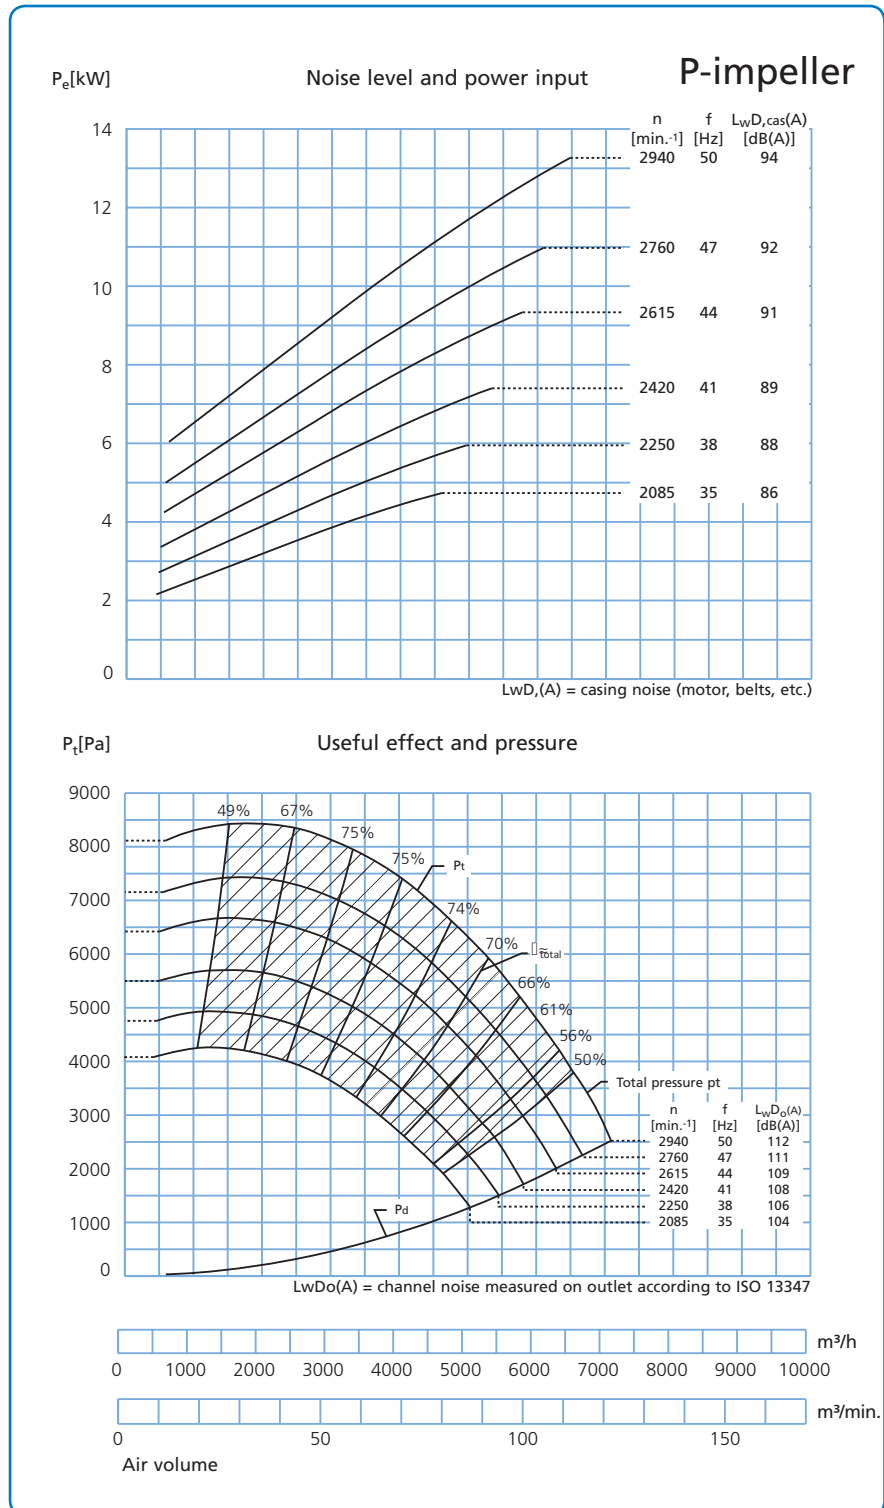 P-impeller
Pe[kW] Noise level and power input
n f LwD,cas(A)
[min.-1] [Hz] [dB(A)]
14
2940 50 94
12
2760 47 92
10
2615 44 91
8
2420 41 89
6
2250 38 88
2085 35 86
4
2
0
LwD,(A) = casing noise (motor, belts, etc.)
Pt[Pa] Useful effect and pressure
9000
49% 67%
75%
8000
75% Pt
7000
74%
6000
70% total
66%
5000
61%
56%
4000
50%
Total pressure pt
3000
n f LwDo(A)
[min.-1] [Hz] [dB(A)]
2940 50 112
2760 47 111
2000
2615 44 109
2420 41 108
2250 38 106
1000
Pd
2085 35 104
0
LwDo(A) = channel noise measured on outlet according to ISO 13347
m³/h
0 1000 2000 3000 4000 5000 6000 7000 8000 9000 10000
m³/min.
0 50 100 150
Air volume